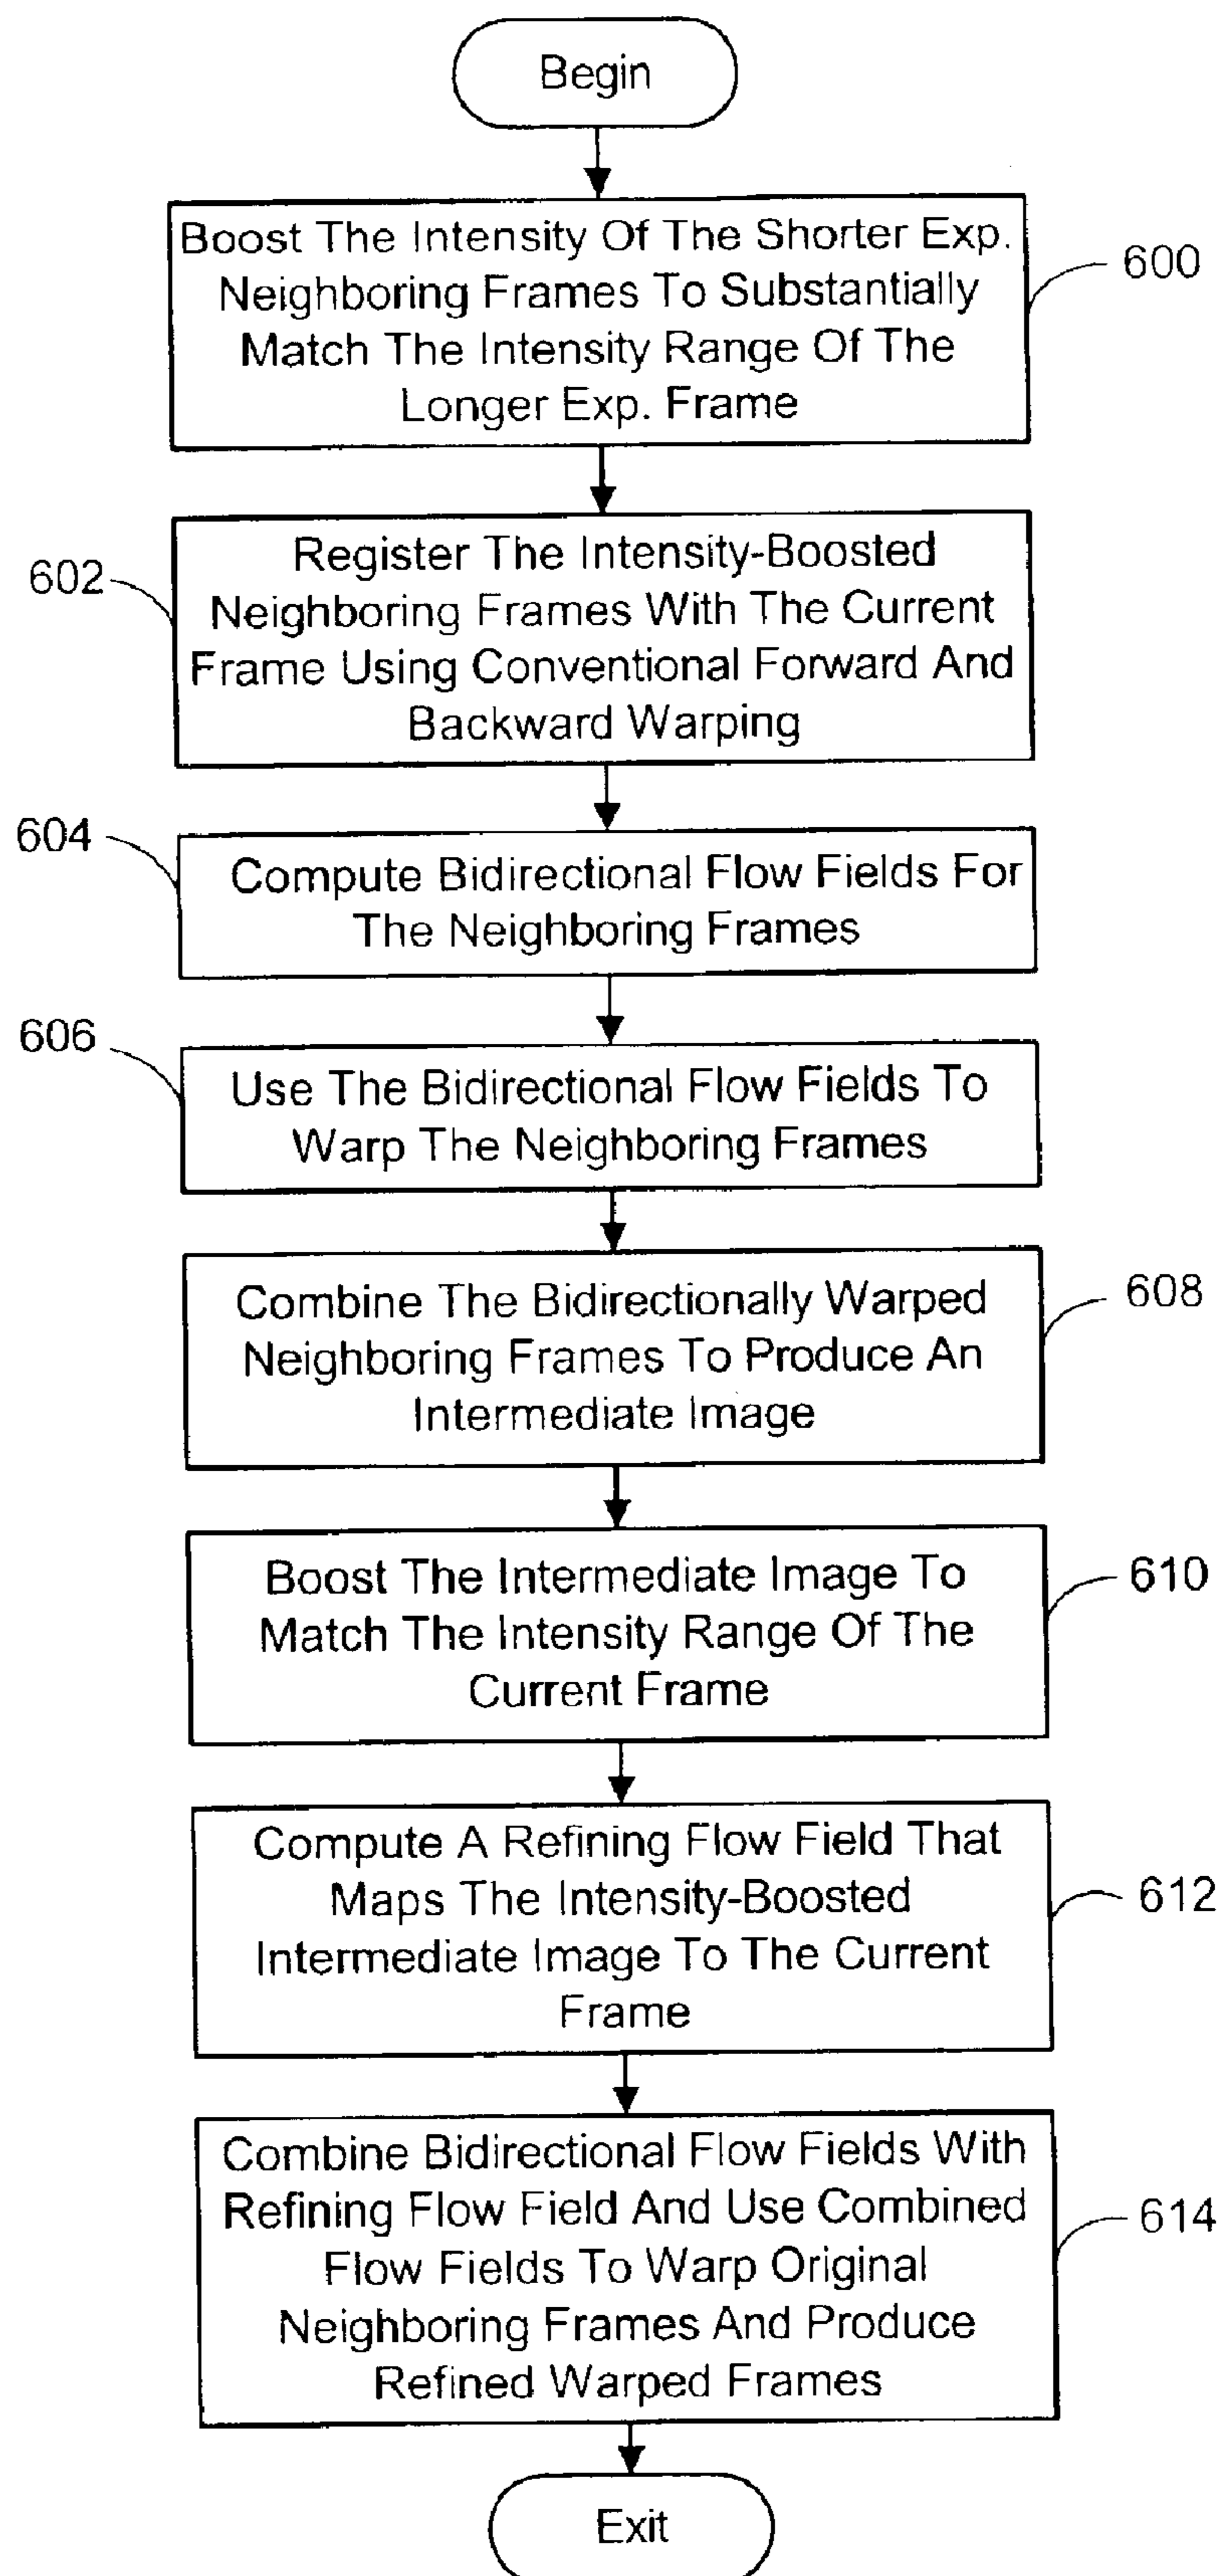 Begin
Boost The Intensity Of The Shorter Exp.
Neighboring Frames To Substantially
Match The Intensity Range Of The
Longer Exp. Frame
600
Register The Intensity-Boosted
Neighboring Frames With The Current
Frame Using Conventional Forward And
Backward Warping
602
604
Compute Bidirectional Flow Fields For
The Neighboring Frames
606
Use The Bidirectional Flow Fields To
Warp The Neighboring Frames
Combine The Bidirectionally Warped
Neighboring Frames To Produce An
Intermediate Image
608
Boost The Intermediate Image To
Match The Intensity Range Of The
Current Frame
610
Compute A Refining Flow Field That
Maps The Intensity-Boosted
Intermediate Image To The Current
Frame
612
Combine Bidirectional Flow Fields With
Refining Flow Field And Use Combined
Flow Fields To Warp Original
Neighboring Frames And Produce
Refined Warped Frames
614
Exit